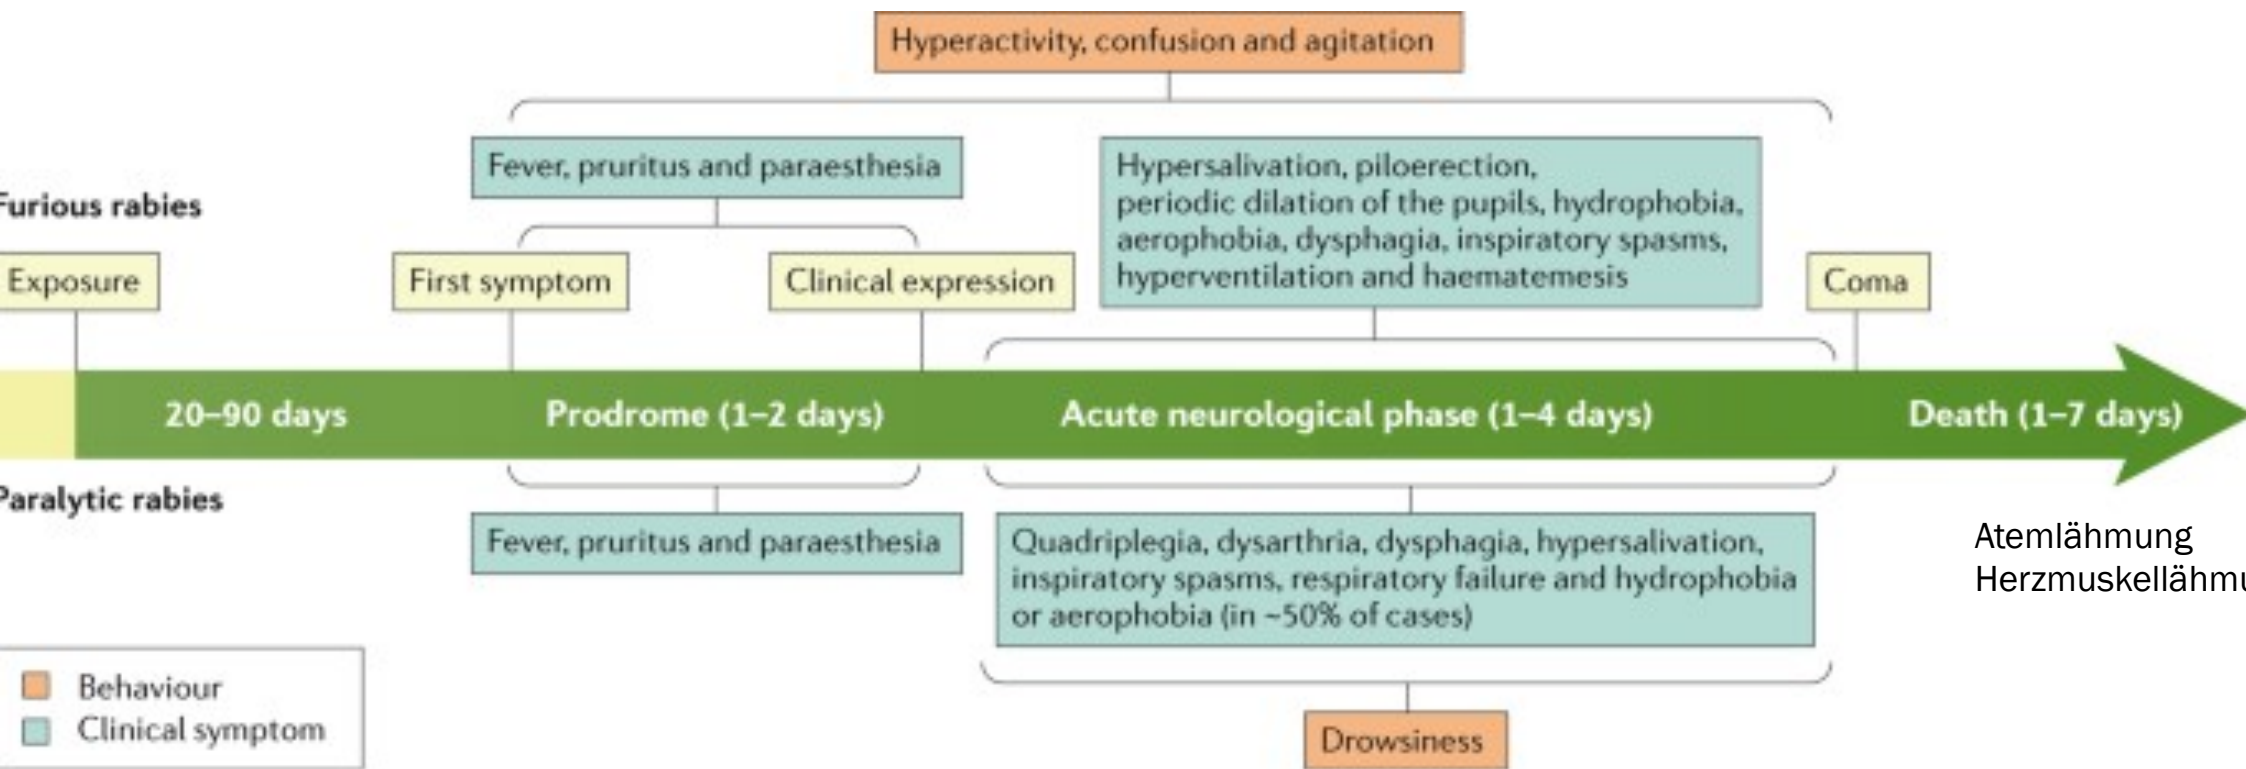 Hyperactivity, confusion and agitation
Fever, pruritus and paraesthesia
Hypersalivation, piloerection,
periodic dilation of the pupils, hydrophobia,
aerophobia, dysphagia, inspiratory spasms,
hyperventilation and haematemesis
Furious rabies
Exposure
First symptom
Clinical expression
Coma
20–90 days
Prodrome (1–2 days)
Acute neurological phase (1–4 days)
Death (1–7 days)
Paralytic rabies
Fever, pruritus and paraesthesia
Quadriplegia, dysarthria, dysphagia, hypersalivation,
inspiratory spasms, respiratory failure and hydrophobia
or aerophobia (in ~50% of cases)
Atemlähmung
Drowsiness
Behaviour
Clinical symptom